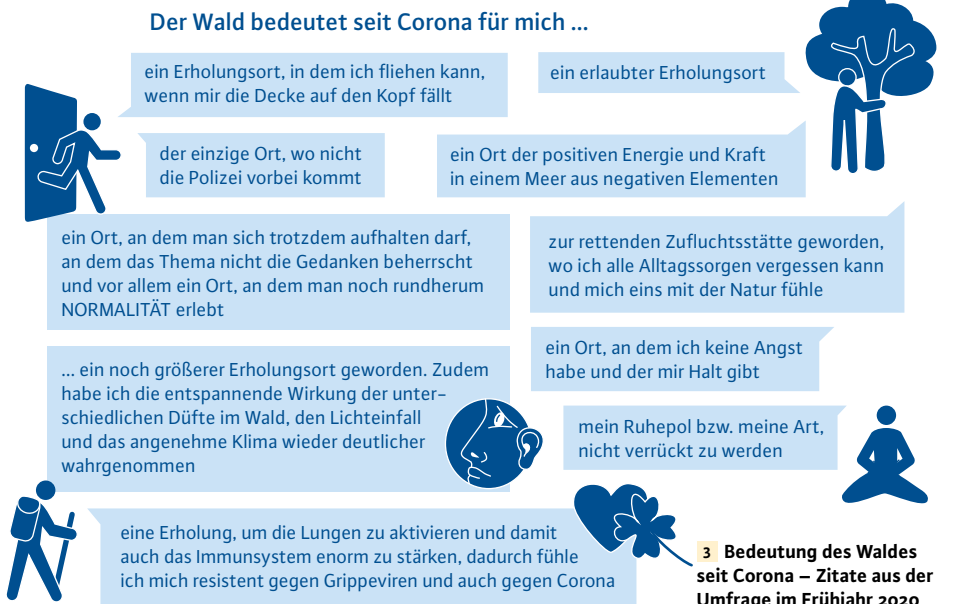 Der Wald bedeutet seit Corona für mich ...
ein Erholungsort, in dem ich fliehen kann,
wenn mir die Decke auf den Kopf fällt
ein erlaubter Erholungsort
der einzige Ort, wo nicht
die Polizei vorbei kommt
ein Ort der positiven Energie und Kraft
in einem Meer aus negativen Elementen
ein Ort, an dem man sich trotzdem aufhalten darf,
an dem das Thema nicht die Gedanken beherrscht
und vor allem ein Ort, an dem man noch rundherum
NORMALITÄT erlebt
zur rettenden Zufluchtsstätte geworden,
wo ich alle Alltagssorgen vergessen kann
und mich eins mit der Natur fühle
ein Ort, an dem ich keine Angst
habe und der mir Halt gibt
... ein noch größerer Erholungsort geworden. Zudem
habe ich die entspannende Wirkung der unter-
schiedlichen Düfte im Wald, den Lichteinfall
und das angenehme Klima wieder deutlicher
wahrgenommen
mein Ruhepol bzw. meine Art,
nicht verrückt zu werden
eine Erholung, um die Lungen zu aktivieren und damit
auch das Immunsystem enorm zu stärken, dadurch fühle
ich mich resistent gegen Grippeviren und auch gegen Corona
3 Bedeutung des Waldes
seit Corona – Zitate aus der
Umfrage im Frühjahr 2020